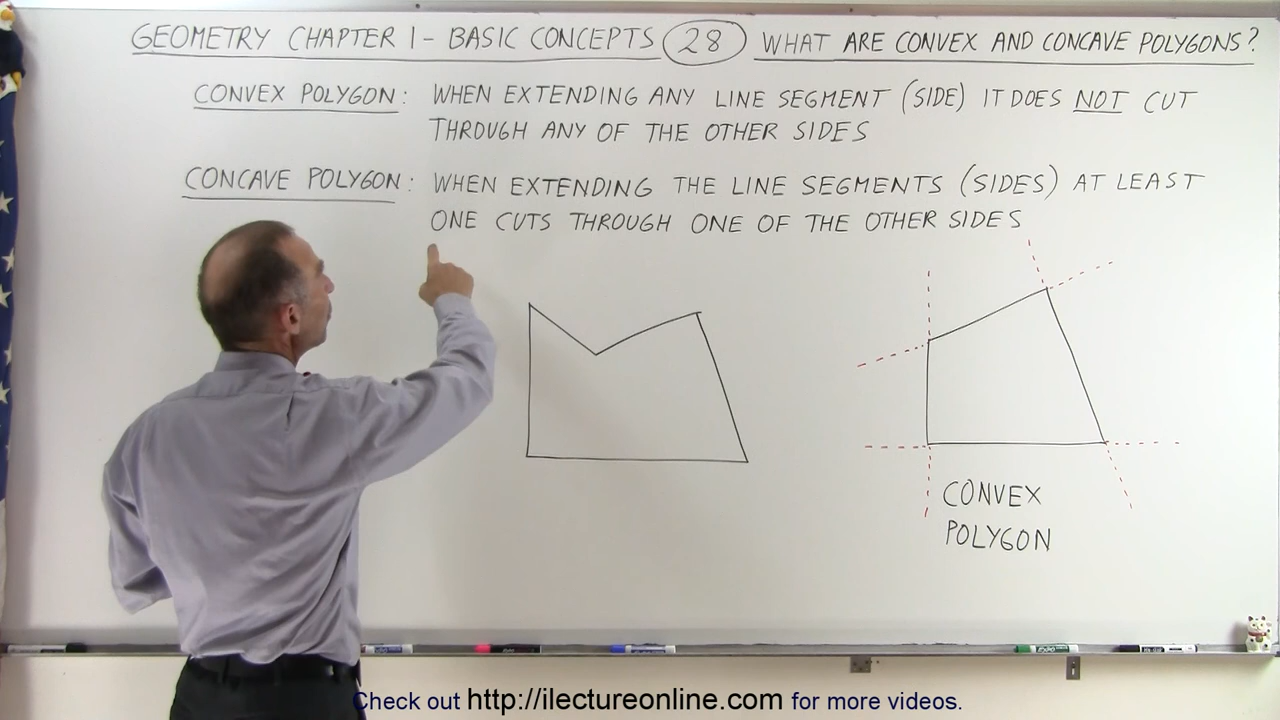 GEOMETRY CHAPTER 1 - BASIC CONCEPTS 28 WHAT ARE CONVEX AND CONCAVE POLYGONS?
CONVEX POLYGON: WHEN EXTENDING ANY LINE SEGMENT (SIDE) IT DOES NOT CUT
THROUGH ANY OF THE OTHER SIDES
CONCAVE POLYGON: WHEN EXTENDING THE LINE SEGMENTS (SIDES) AT LEAST
ONE CUTS THROUGH ONE OF THE OTHER SIDES
CONVEX
POLYGON
Check out http://ilectureonline.com for more videos.